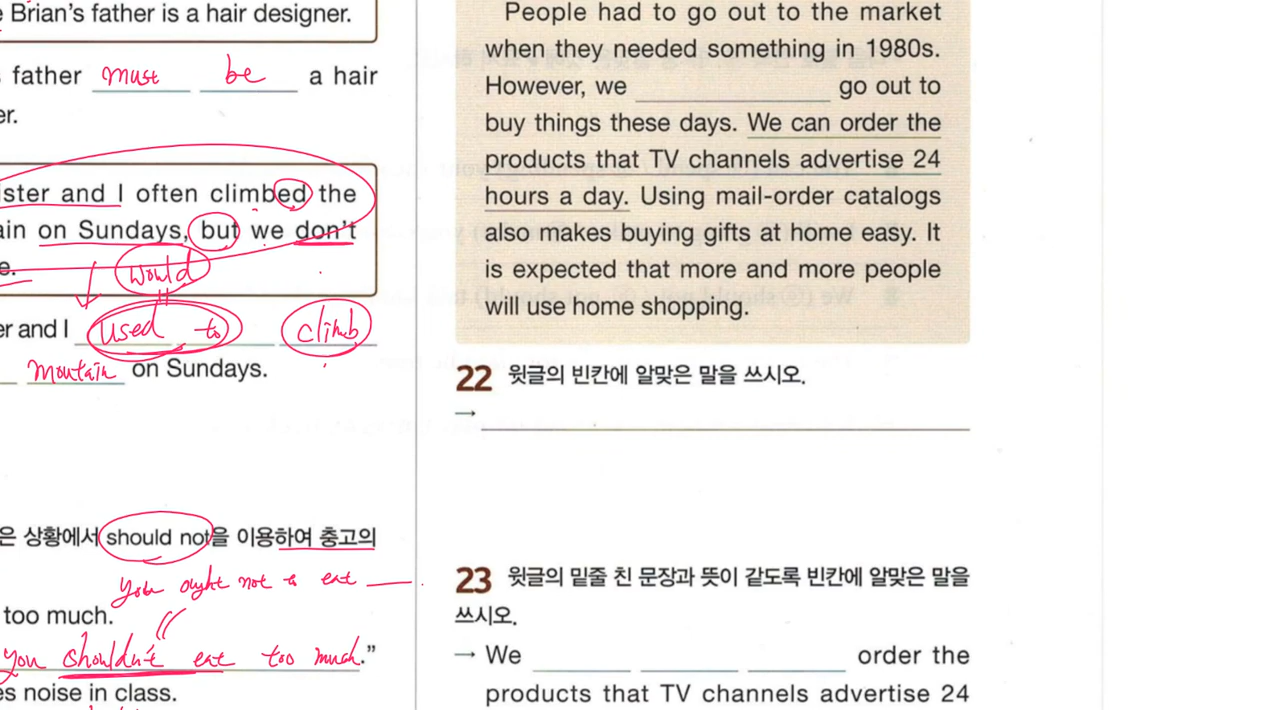 e Brian's father is a hair designer.
father must be a hair
er.
ister and I often climbed the
ain on Sundays, but we don't
e.
would
er and I used to climb
moutain on Sundays.
은 상황에서 should not을 이용하여 충고의
you ought not to eat
too much.
you shouldn't eat too much."
es noise in class.
People had to go out to the market
when they needed something in 1980s.
However, we ____ go out to
buy things these days. We can order the
products that TV channels advertise 24
hours a day. Using mail-order catalogs
also makes buying gifts at home easy. It
is expected that more and more people
will use home shopping.
22 윗글의 빈칸에 알맞은 말을 쓰시오.
→
23 윗글의 밑줄 친 문장과 뜻이 같도록 빈칸에 알맞은 말을
쓰시오.
→ We ____ ____ ____ order the
products that TV channels advertise 24